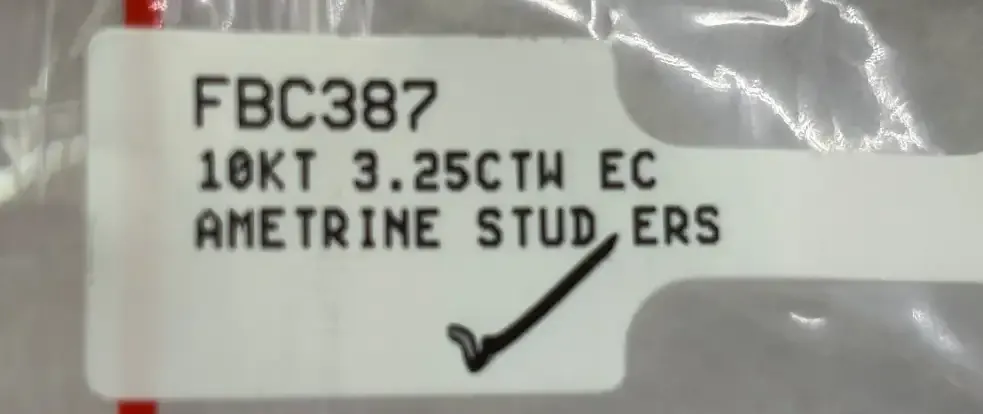 FBC387
10KT 3.25CTW EC
AMETRINE STUD ERS